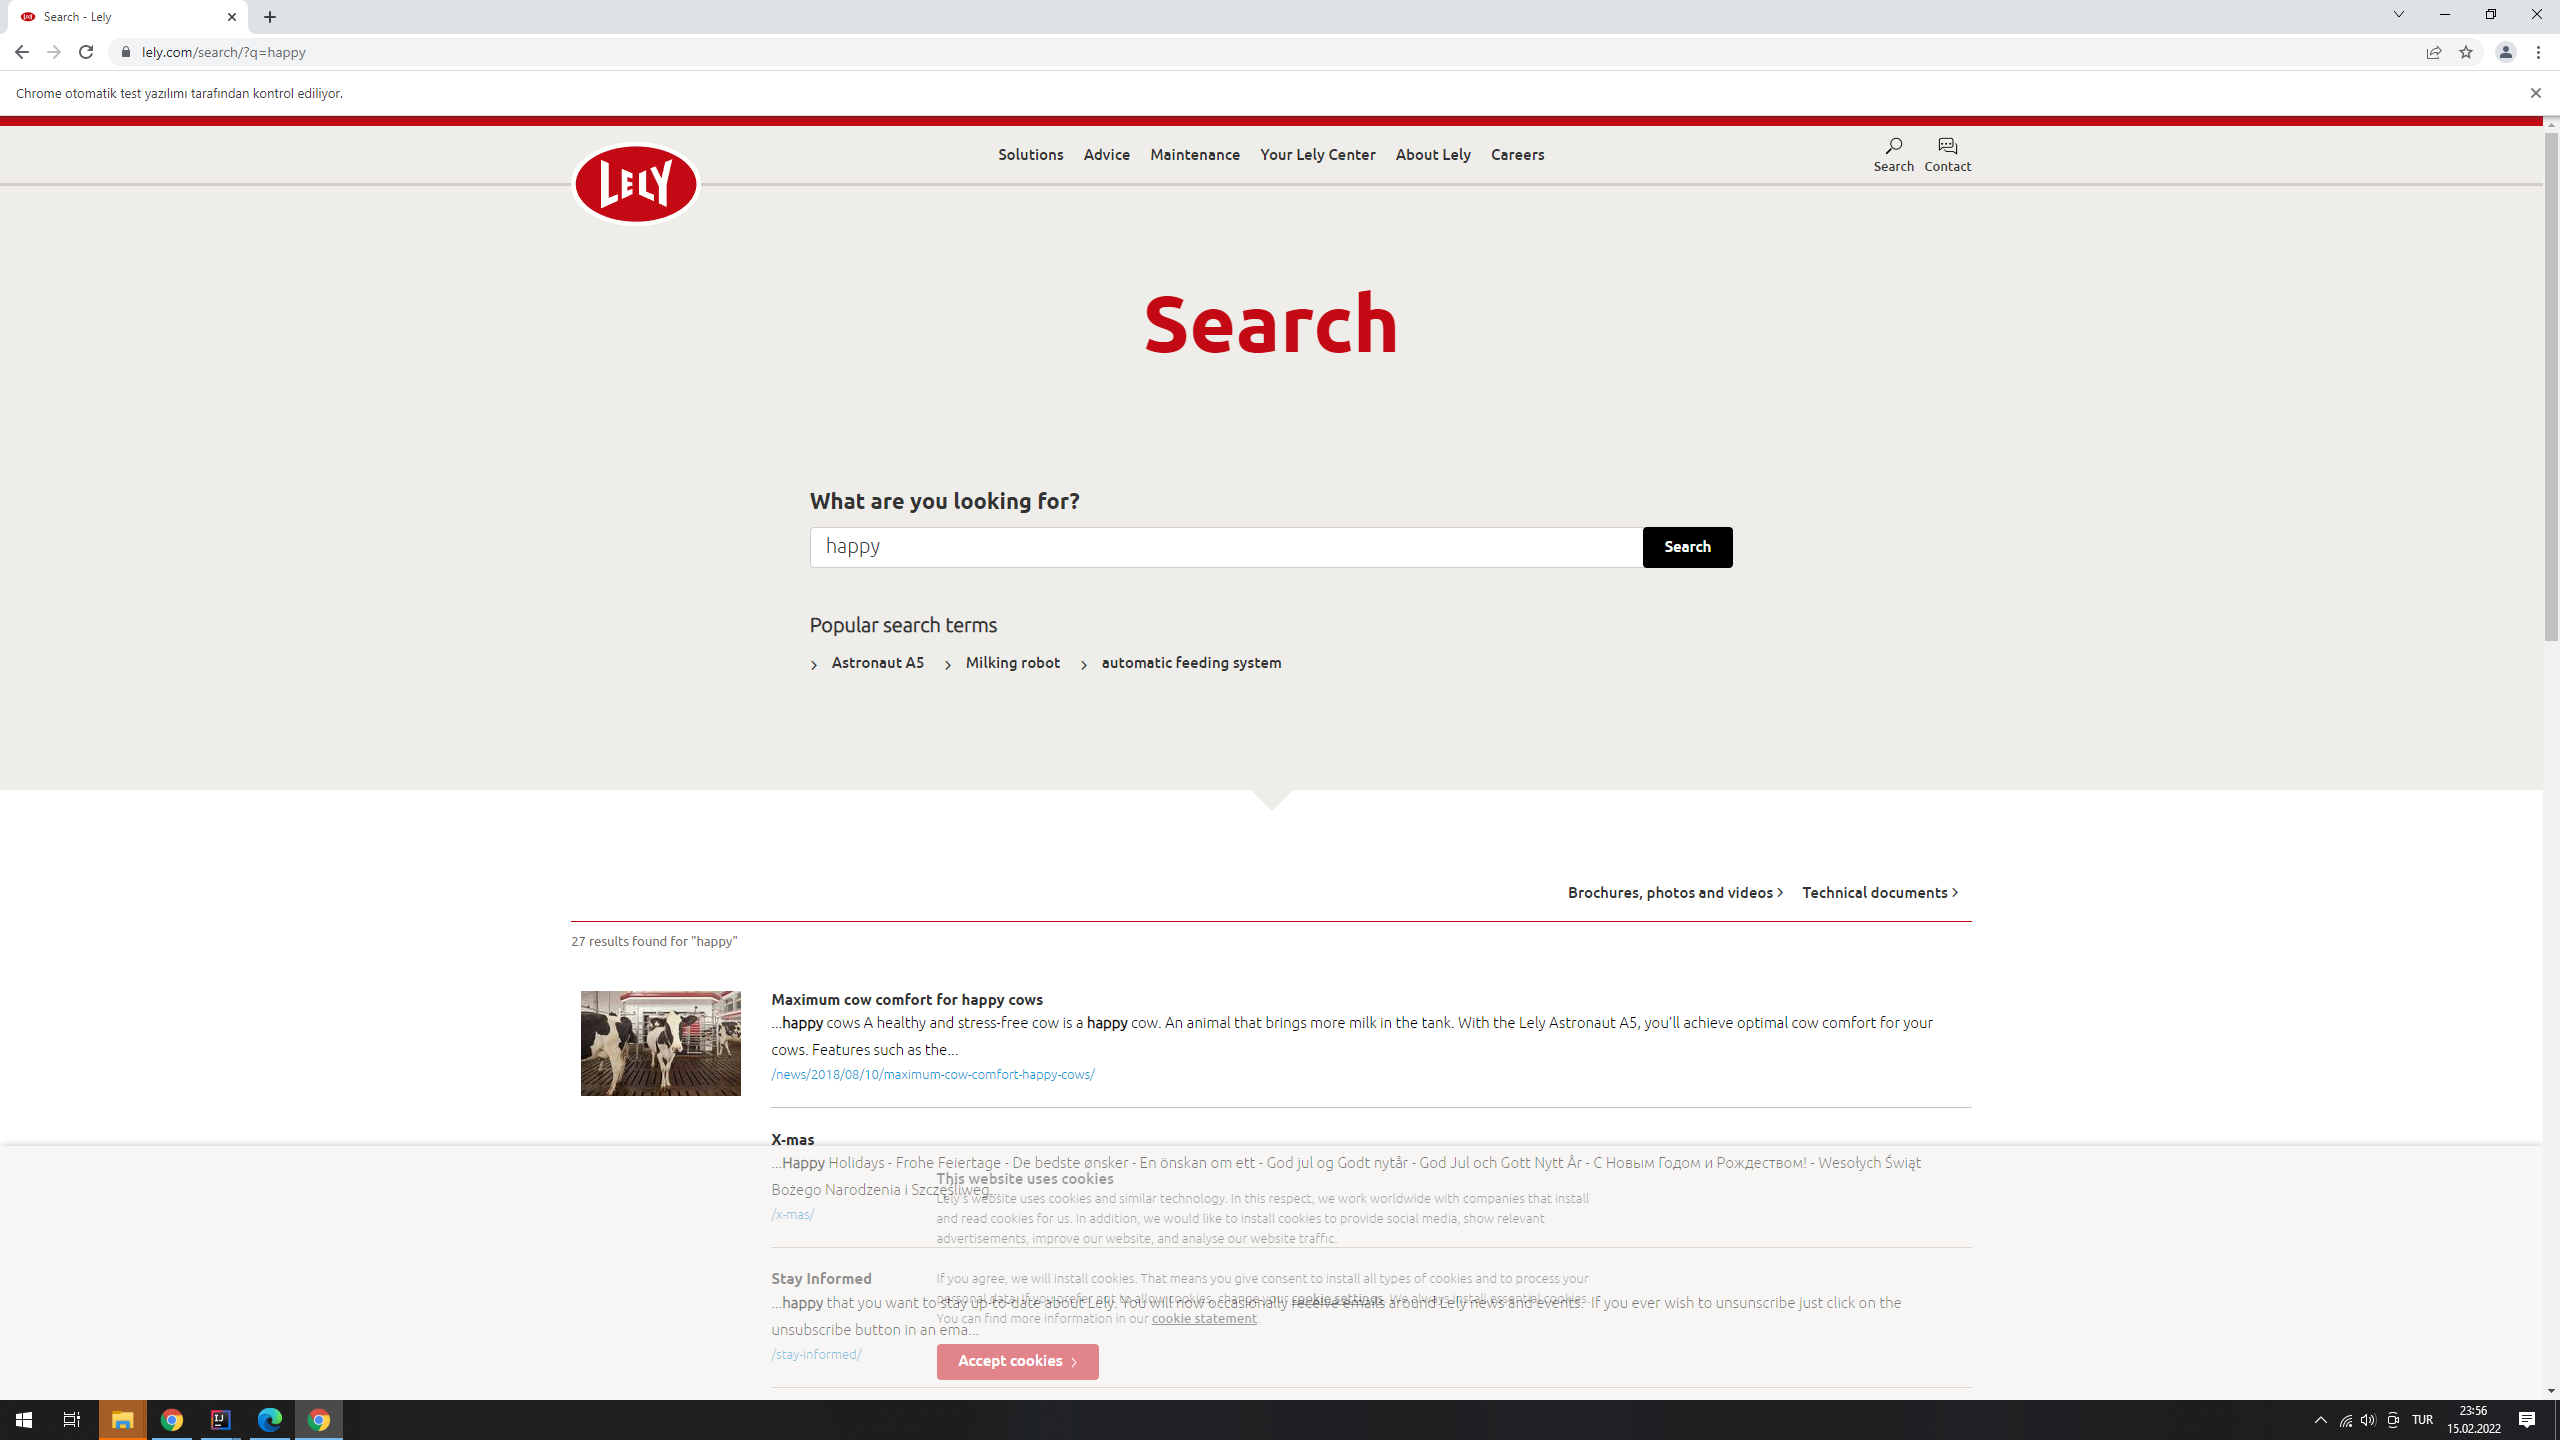 Search - Lely
lely.com/search/?q=happy
Chrome otomatik test yazılımı tarafından kontrol ediliyor.
LELY
Solutions Advice Maintenance Your Lely Center About Lely Careers
Search Contact
Search
What are you looking for?
happy
Search
Popular search terms
Astronaut A5 Milking robot automatic feeding system
Brochures, photos and videos Technical documents
27 results found for "happy"
Maximum cow comfort for happy cows
...happy cows A healthy and stress-free cow is a happy cow. An animal that brings more milk in the tank. With the Lely Astronaut A5, you’ll achieve optimal cow comfort for your
cows. Features such as the...
/news/2018/08/10/maximum-cow-comfort-happy-cows/
X-mas
...Happy Holidays - Frohe Feiertage - De bedste ønsker - En önskan om ett - God jul og Godt nytår - God Jul och Gott Nytt År - С Новым Годом и Рождеством! - Wesołych Świąt
Bożego Narodzenia i Szczęśliweg...
/x-mas/
This website uses cookies
Lely's website uses cookies and similar technology. In this respect, we work worldwide with companies that install
and read cookies for us. In addition, we would like to install cookies to provide social media, show relevant
advertisements, improve our website, and analyse our website traffic.
Stay Informed
...happy that you want to stay up-to-date about Lely. You will now occasionally receive emails around Lely news and events. If you ever wish to unsunscribe just click on the
unsubscribe button in an ema...
/stay-informed/
If you agree, we will install cookies. That means you give consent to install all types of cookies and to process your
personal data. If you prefer not to allow cookies, change your cookie settings. We always install essential cookies.
You can find more information in our cookie statement.
Accept cookies
TUR
23:56
15.02.2022